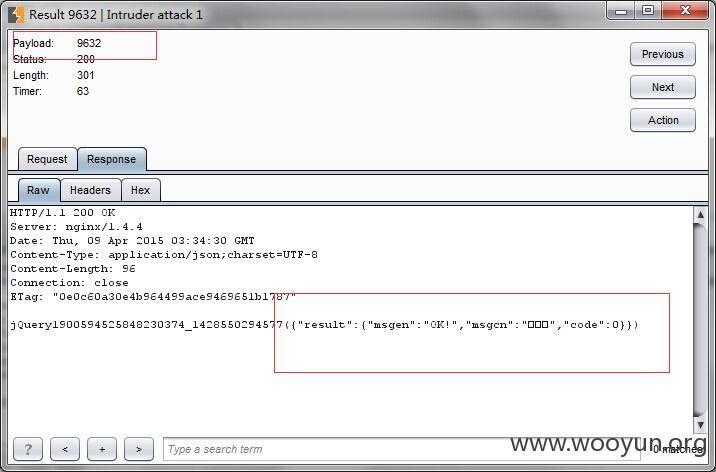 Result 9632 | Intruder attack 1
Payload: 9632
Status: 200
Length: 301
Timer: 63
Previous
Next
Action
Request Response
Raw Headers Hex
HTTP/1.1 200 OK
Server: nginx/1.4.4
Date: Thu, 09 Apr 2015 03:34:30 GMT
Content-Type: application/json;charset=UTF-8
Content-Length: 96
Connection: close
ETag: "0e0c60a30e4b964499ace9469651b1787"
jQuery1900594525848230374_1428550294577({"result":{"msgen":"OK!","msgcn":"□□□","code":0}})
? < + > Type a search term 0 matches
www.wooyun.org